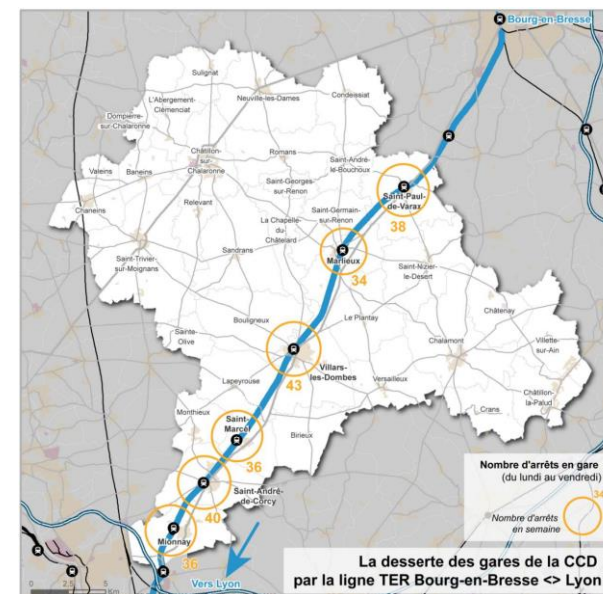 Bourg-en-Bresse
Sulignat
Neuville-les-Dames
Condeissiat
L'Abergement-
Clémenciat
Dompierre-
sur-Chalaronne
Châtillon
sur-
Chalaronne
Romans
Saint-André
le-Bouchoux
Valeins
Baneins
Saint-Georges
sur-Renon
Relevant
Saint-Paul-
de-Varax
38
Chaneins
La Chapelle
du-
Châtelard
Saint-Germain
sur-Renon
Marlieux
34
Saint-Trivier
sur-Moignans
Sandrans
Saint-Nizier
le-Désert
Bouligneux
Le Plantay
Châtenay
Sainte-
Olive
Chalamont
Villette-
sur-Ain
Villars-
les-Dombes
43
Lapeyrouse
Versailleux
Châtillon-
la-Palud
Crans
Monthieux
Saint-
Marcel
36
Birieux
Saint-André-
de-Corcy
40
Mionnay
36
Vers Lyon
Nombre d'arrêts en gare
(du lundi au vendredi)
34
Nombre d'arrêts
en semaine
La desserte des gares de la CCD
par la ligne TER Bourg-en-Bresse <> Lyon
0 2,5 5
Km